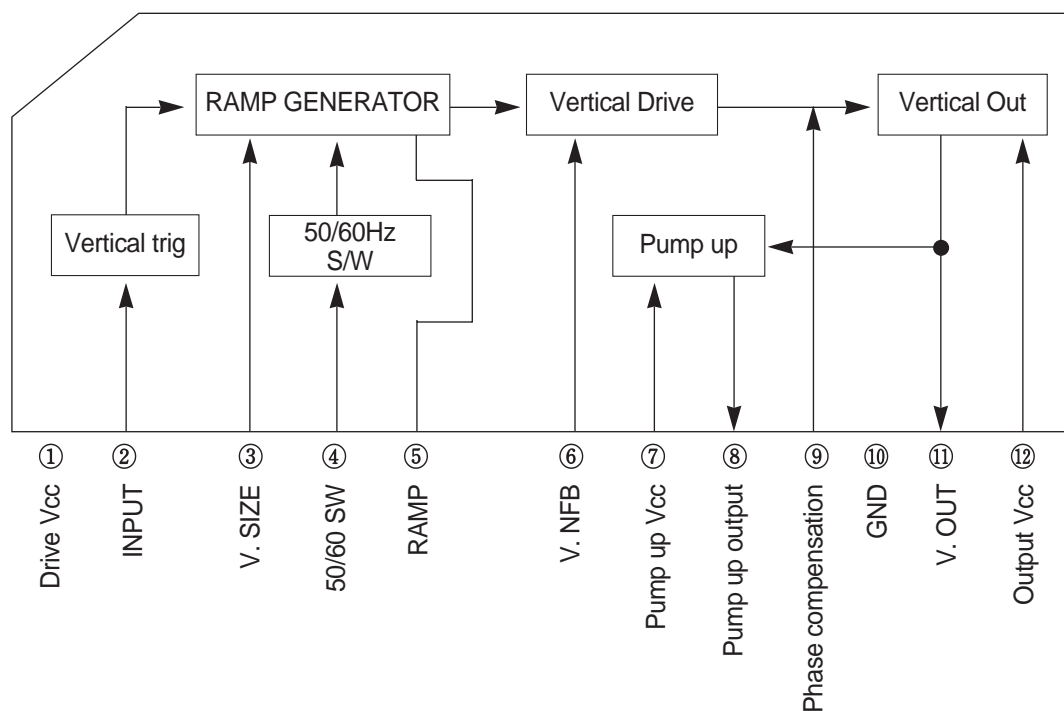 RAMP GENERATOR
Vertical Drive
Vertical Out
Vertical trig
50/60Hz
S/W
Pump up
① ② ③ ④ ⑤ ⑥ ⑦ ⑧ ⑨ ⑩ ⑪ ⑫
Drive Vcc
INPUT
V. SIZE
50/60 SW
RAMP
V. NFB
Pump up Vcc
Pump up output
Phase compensation
GND
V. OUT
Output Vcc